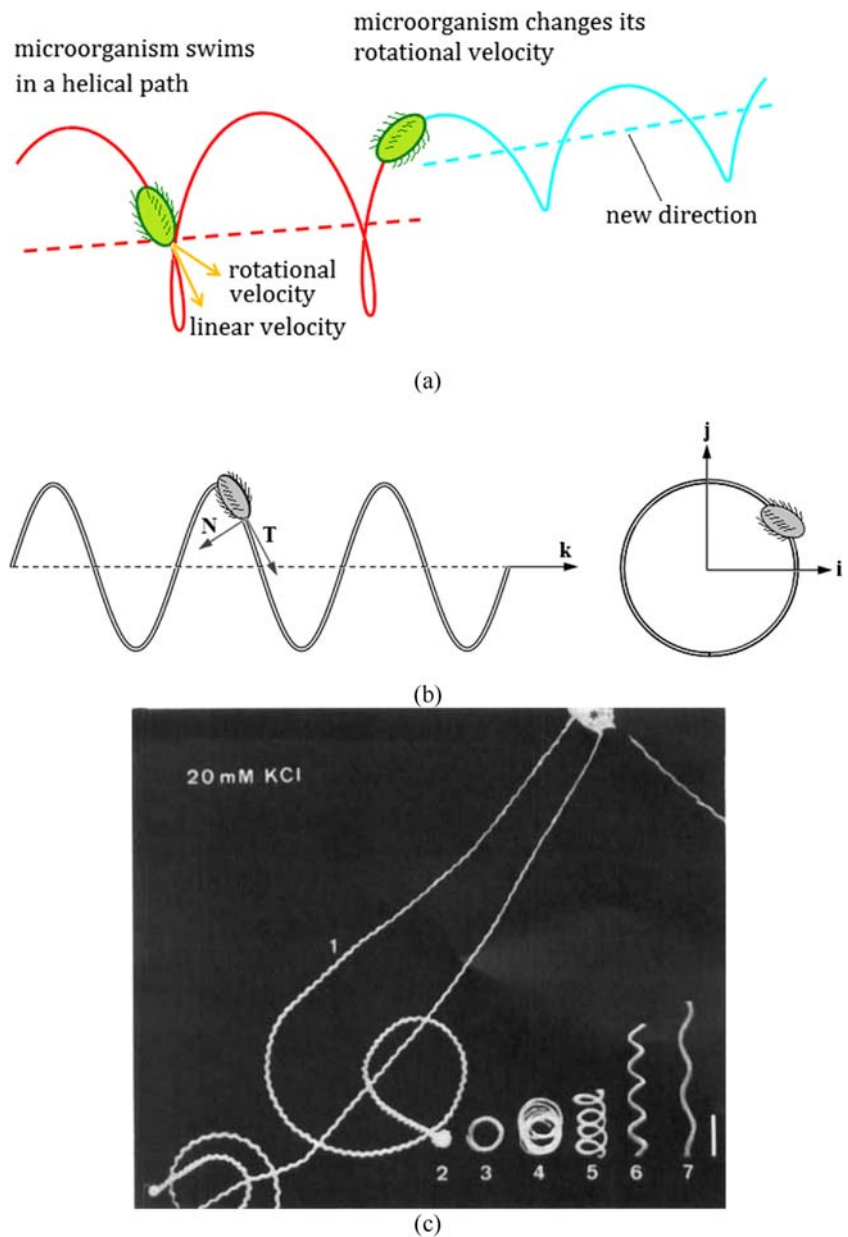 microorganism swims
in a helical path
microorganism changes its
rotational velocity
rotational
velocity
linear velocity
new direction
(a)
N
T
k
j
i
(b)
20 mM KCl
1
2
3
4
5
6
7
(c)